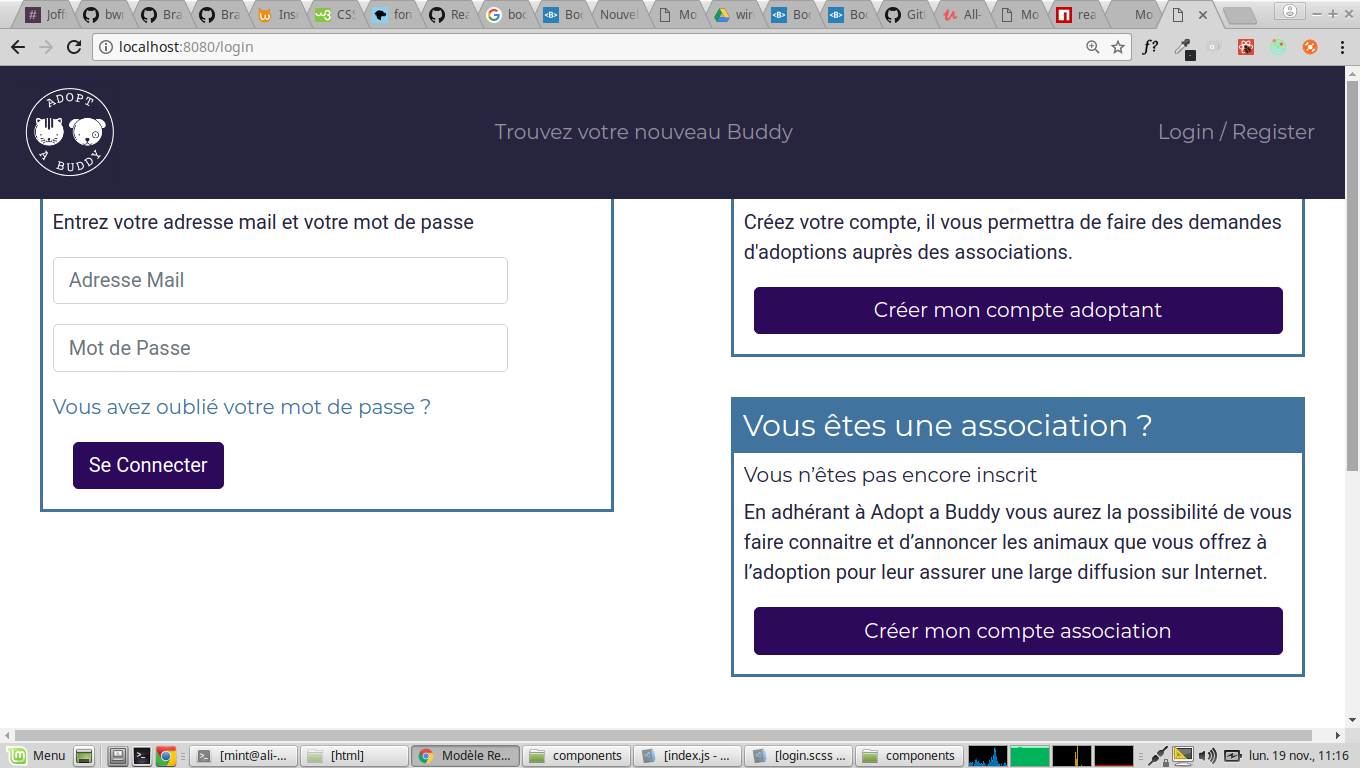 Joff
bwi
Bra
Bra
Ins
CSS
fon
Rea
boo
Boo
Nouvel
Mo
wir
Boo
Boo
Git
All-
Mo
rea
Mo
localhost:8080/login
f?
ADOPT
A BUDDY
Trouvez votre nouveau Buddy
Login / Register
Entrez votre adresse mail et votre mot de passe
Adresse Mail
Mot de Passe
Vous avez oublié votre mot de passe ?
Se Connecter
Créez votre compte, il vous permettra de faire des demandes
d'adoptions auprès des associations.
Créer mon compte adoptant
Vous êtes une association ?
Vous n’êtes pas encore inscrit
En adhérant à Adopt a Buddy vous aurez la possibilité de vous
faire connaitre et d’annoncer les animaux que vous offrez à
l’adoption pour leur assurer une large diffusion sur Internet.
Créer mon compte association
Menu
[mint@ali-...
[html]
Modèle Re...
components
[index.js - ...
[login.scss ...
components
lun. 19 nov., 11:16